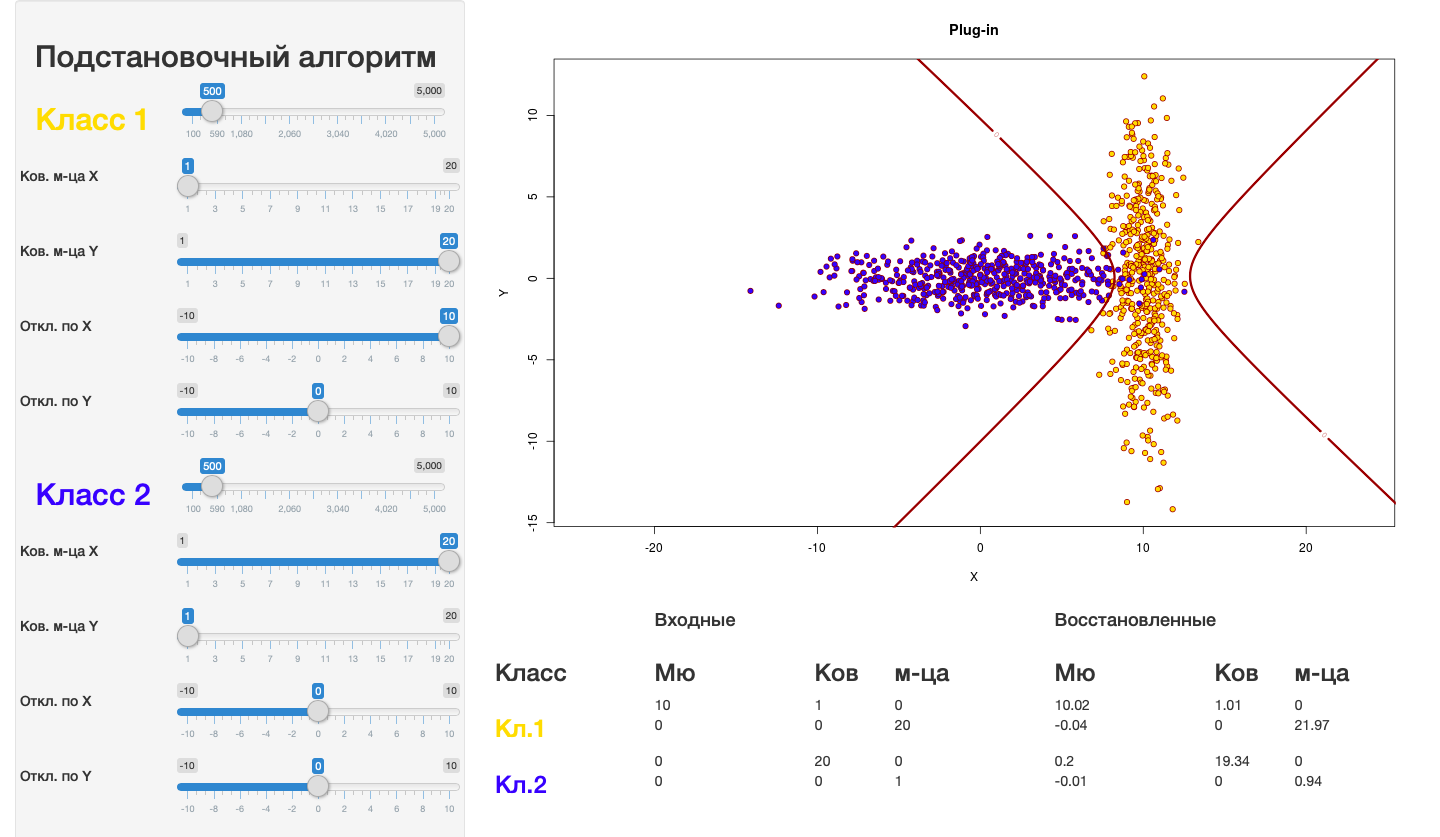 Подстановочный алгоритм
Класс 1
500 5,000
100 590 1,080 2,060 3,040 4,020 5,000
Ков. м-ца X
1 20
1 3 5 7 9 11 13 15 17 19 20
Ков. м-ца Y
1 20
1 3 5 7 9 11 13 15 17 19 20
Откл. по X
-10 10
-10 -8 -6 -4 -2 0 2 4 6 8 10
Откл. по Y
-10 0 10
-10 -8 -6 -4 -2 0 2 4 6 8 10
Класс 2
500 5,000
100 590 1,080 2,060 3,040 4,020 5,000
Ков. м-ца X
1 20
1 3 5 7 9 11 13 15 17 19 20
Ков. м-ца Y
1 20
1 3 5 7 9 11 13 15 17 19 20
Откл. по X
-10 0 10
-10 -8 -6 -4 -2 0 2 4 6 8 10
Откл. по Y
-10 0 10
-10 -8 -6 -4 -2 0 2 4 6 8 10
Plug-in
Y
10
5
0
-5
-10
-15
0
0
-20 -10 0 10 20
X
Входные Восстановленные
Класс Мю Ков м-ца Мю Ков м-ца
10 1 0 10.02 1.01 0
Кл.1 0 0 20 -0.04 0 21.97
0 20 0 0.2 19.34 0
Кл.2 0 0 1 -0.01 0 0.94